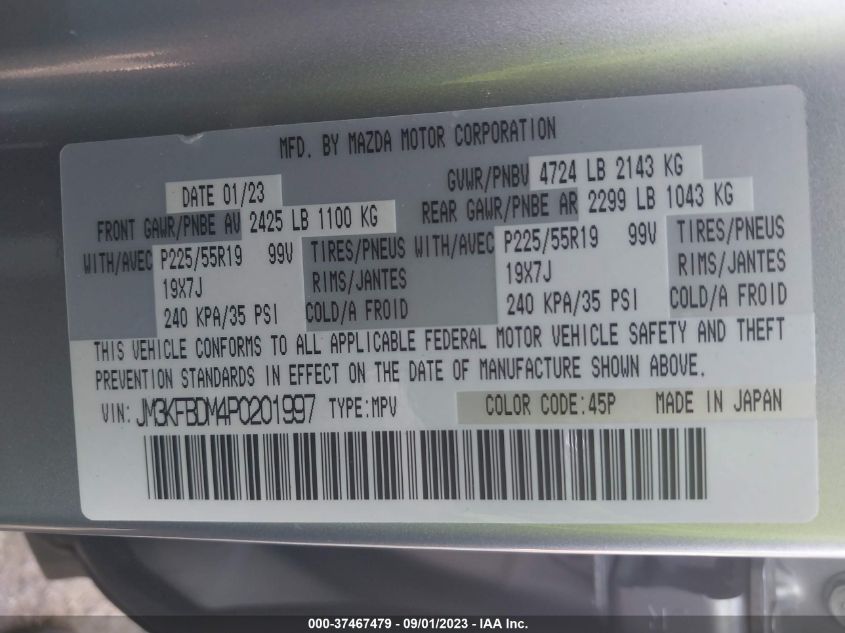 MFD. BY MAZDA MOTOR CORPORATION
DATE 01/23 GVWR/PNBV 4724 LB 2143 KG
FRONT GAWR/PNBE AV 2425 LB 1100 KG REAR GAWR/PNBE AR 2299 LB 1043 KG
WITH/AVEC P225/55R19 99V TIRES/PNEUS WITH/AVEC P225/55R19 99V TIRES/PNEUS
19X7J RIMS/JANTES 19X7J RIMS/JANTES
240 KPA/35 PSI COLD/A FROID 240 KPA/35 PSI COLD/A FROID
THIS VEHICLE CONFORMS TO ALL APPLICABLE FEDERAL MOTOR VEHICLE SAFETY AND THEFT
PREVENTION STANDARDS IN EFFECT ON THE DATE OF MANUFACTURE SHOWN ABOVE.
VIN: JM3KFBDM4P0201997 TYPE:MPV COLOR CODE:45P MADE IN JAPAN
000-37467479 - 09/01/2023 - IAA Inc.